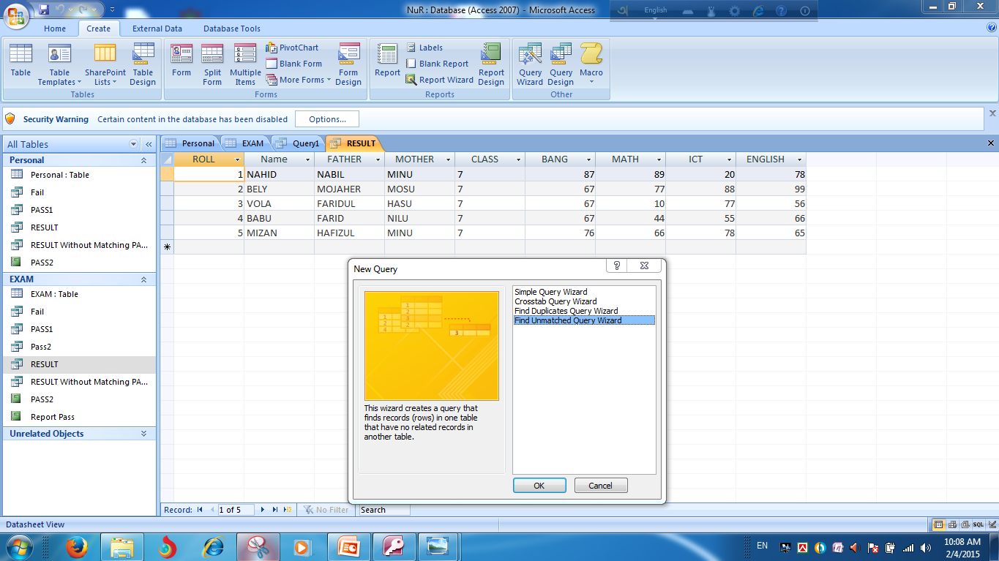 NuR : Database (Access 2007) - Microsoft Access
English
Home Create External Data Database Tools
Table
Table Templates
SharePoint Lists
Table Design
Tables
Form
Split Form
Multiple Items
PivotChart
Blank Form
More Forms
Form Design
Forms
Report
Labels
Blank Report
Report Wizard
Report Design
Reports
Query Wizard
Query Design
Macro
Other
Security Warning Certain content in the database has been disabled Options...
All Tables
Personal
Personal : Table
Fail
PASS1
RESULT
RESULT Without Matching PA...
PASS2
EXAM
EXAM : Table
Fail
PASS1
Pass2
RESULT
RESULT Without Matching PA...
PASS2
Report Pass
Unrelated Objects
Personal EXAM Query1 RESULT
ROLL Name FATHER MOTHER CLASS BANG MATH ICT ENGLISH
1 NAHID NABIL MINU 7 87 89 20 78
2 BELY MOJAHER MOSU 7 67 77 88 99
3 VOLA FARIDUL HASU 7 67 10 77 56
4 BABU FARID NILU 7 67 44 55 66
5 MIZAN HAFIZUL MINU 7 76 66 78 65
New Query
This wizard creates a query that
finds records (rows) in one table
that have no related records in
another table.
Simple Query Wizard
Crosstab Query Wizard
Find Duplicates Query Wizard
Find Unmatched Query Wizard
OK Cancel
Record: 1 of 5 No Filter Search
Datasheet View
SQL
EN
10:08 AM
2/4/2015